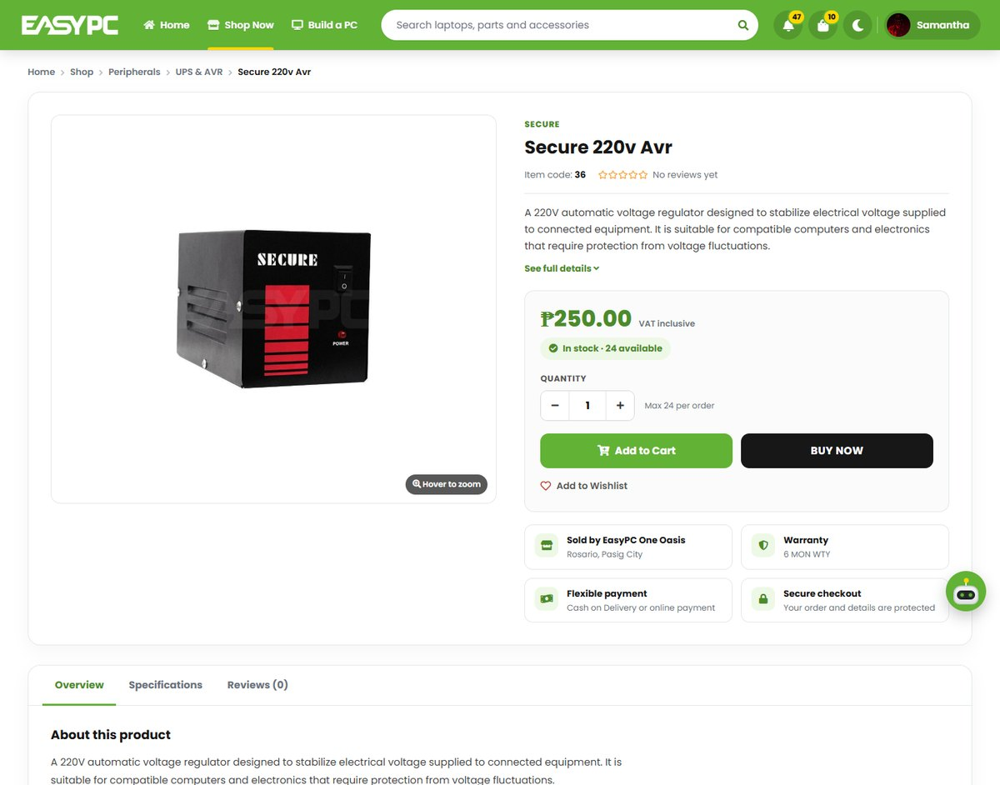 EASYPC
Home
Shop Now
Build a PC
Search laptops, parts and accessories
47
10
Samantha
Home > Shop > Peripherals > UPS & AVR > Secure 220v Avr
SECURE
POWER
EASYPC
Hover to zoom
SECURE
Secure 220v Avr
Item code: 36
No reviews yet
A 220V automatic voltage regulator designed to stabilize electrical voltage supplied
to connected equipment. It is suitable for compatible computers and electronics
that require protection from voltage fluctuations.
See full details
₱250.00 VAT inclusive
In stock · 24 available
QUANTITY
− 1 + Max 24 per order
Add to Cart
BUY NOW
Add to Wishlist
Sold by EasyPC One Oasis
Rosario, Pasig City
Warranty
6 MON WTY
Flexible payment
Cash on Delivery or online payment
Secure checkout
Your order and details are protected
Overview
Specifications
Reviews (0)
About this product
A 220V automatic voltage regulator designed to stabilize electrical voltage supplied to connected equipment. It is
suitable for compatible computers and electronics that require protection from voltage fluctuations.